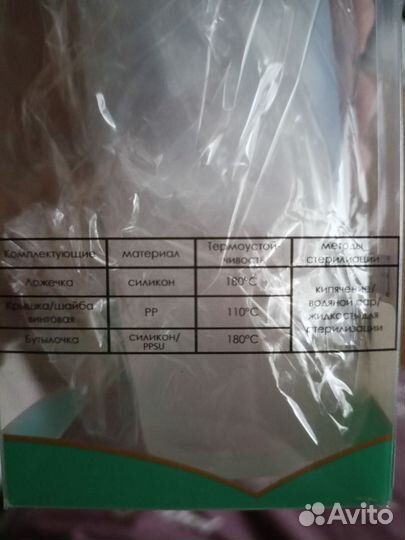 Комплектующие материал Термоустой чивость методы стерилиации
Ложечка силикон 180°C кипячение/
Крышка/шайба винтовая PP 110°C водяной пар/ жидкость для
Бутылочка силикон/ PPSU 180°C стерилизации
Avito